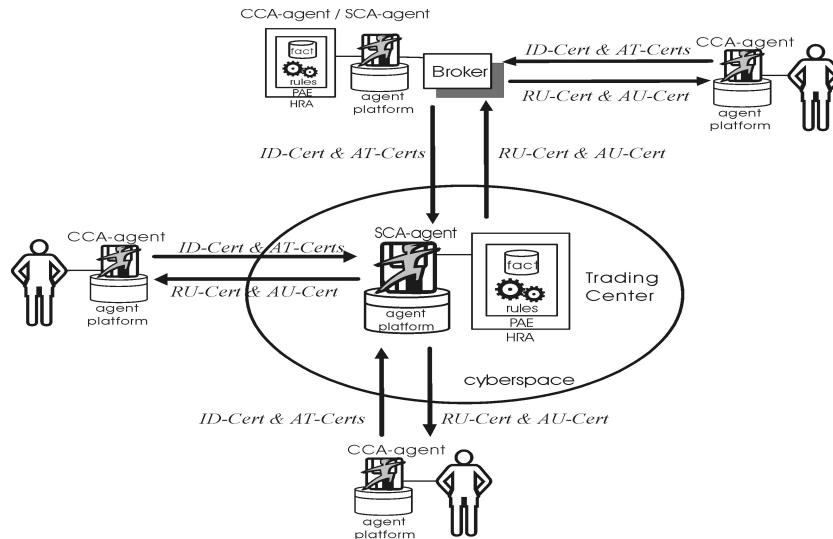 CCA-agent / SCA-agent
fact
rules
PAE
HRA
agent
platform
Broker
ID-Cert & AT-Certs
RU-Cert & AU-Cert
CCA-agent
agent
platform
ID-Cert & AT-Certs
RU-Cert & AU-Cert
CCA-agent
agent
platform
ID-Cert & AT-Certs
RU-Cert & AU-Cert
SCA-agent
agent
platform
fact
rules
PAE
HRA
Trading
Center
cyberspace
ID-Cert & AT-Certs
RU-Cert & AU-Cert
CCA-agent
agent
platform